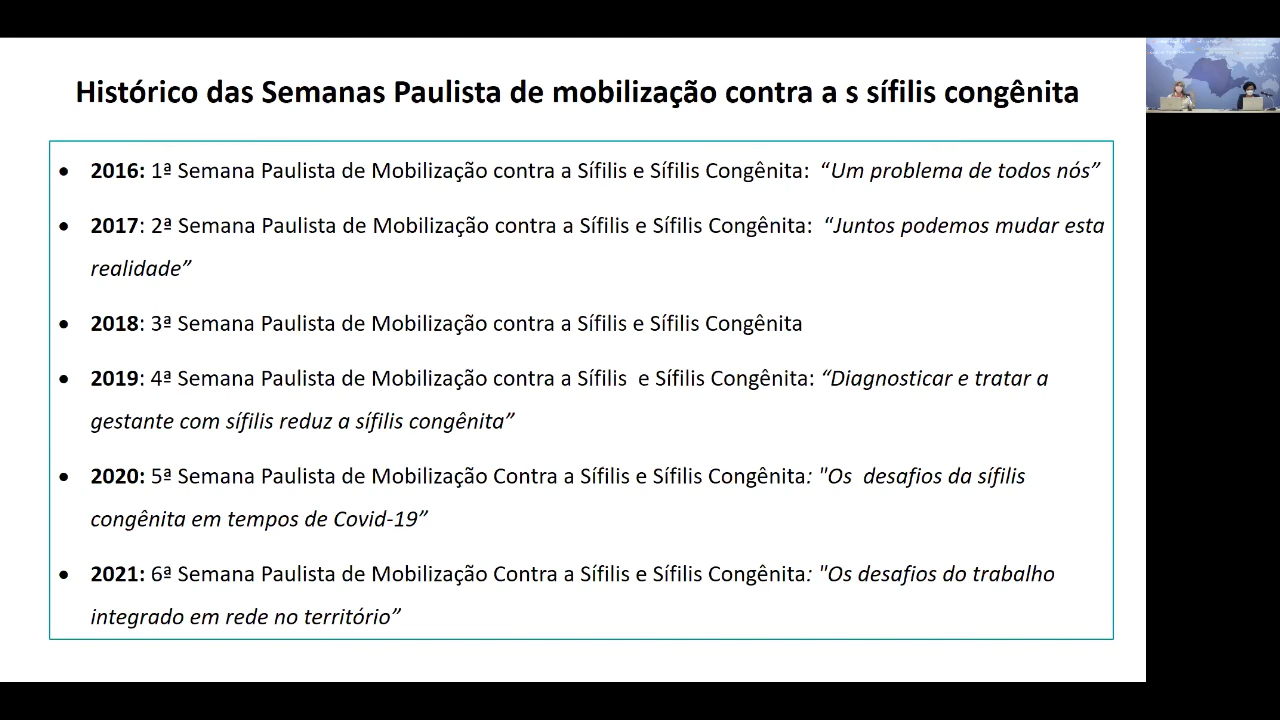 Histórico das Semanas Paulista de mobilização contra a s sífilis congênita
• 2016: 1ª Semana Paulista de Mobilização contra a Sífilis e Sífilis Congênita: “Um problema de todos nós”
• 2017: 2ª Semana Paulista de Mobilização contra a Sífilis e Sífilis Congênita: “Juntos podemos mudar esta
realidade”
• 2018: 3ª Semana Paulista de Mobilização contra a Sífilis e Sífilis Congênita
• 2019: 4ª Semana Paulista de Mobilização contra a Sífilis e Sífilis Congênita: “Diagnosticar e tratar a
gestante com sífilis reduz a sífilis congênita”
• 2020: 5ª Semana Paulista de Mobilização Contra a Sífilis e Sífilis Congênita: "Os desafios da sífilis
congênita em tempos de Covid-19”
• 2021: 6ª Semana Paulista de Mobilização Contra a Sífilis e Sífilis Congênita: "Os desafios do trabalho
integrado em rede no território”